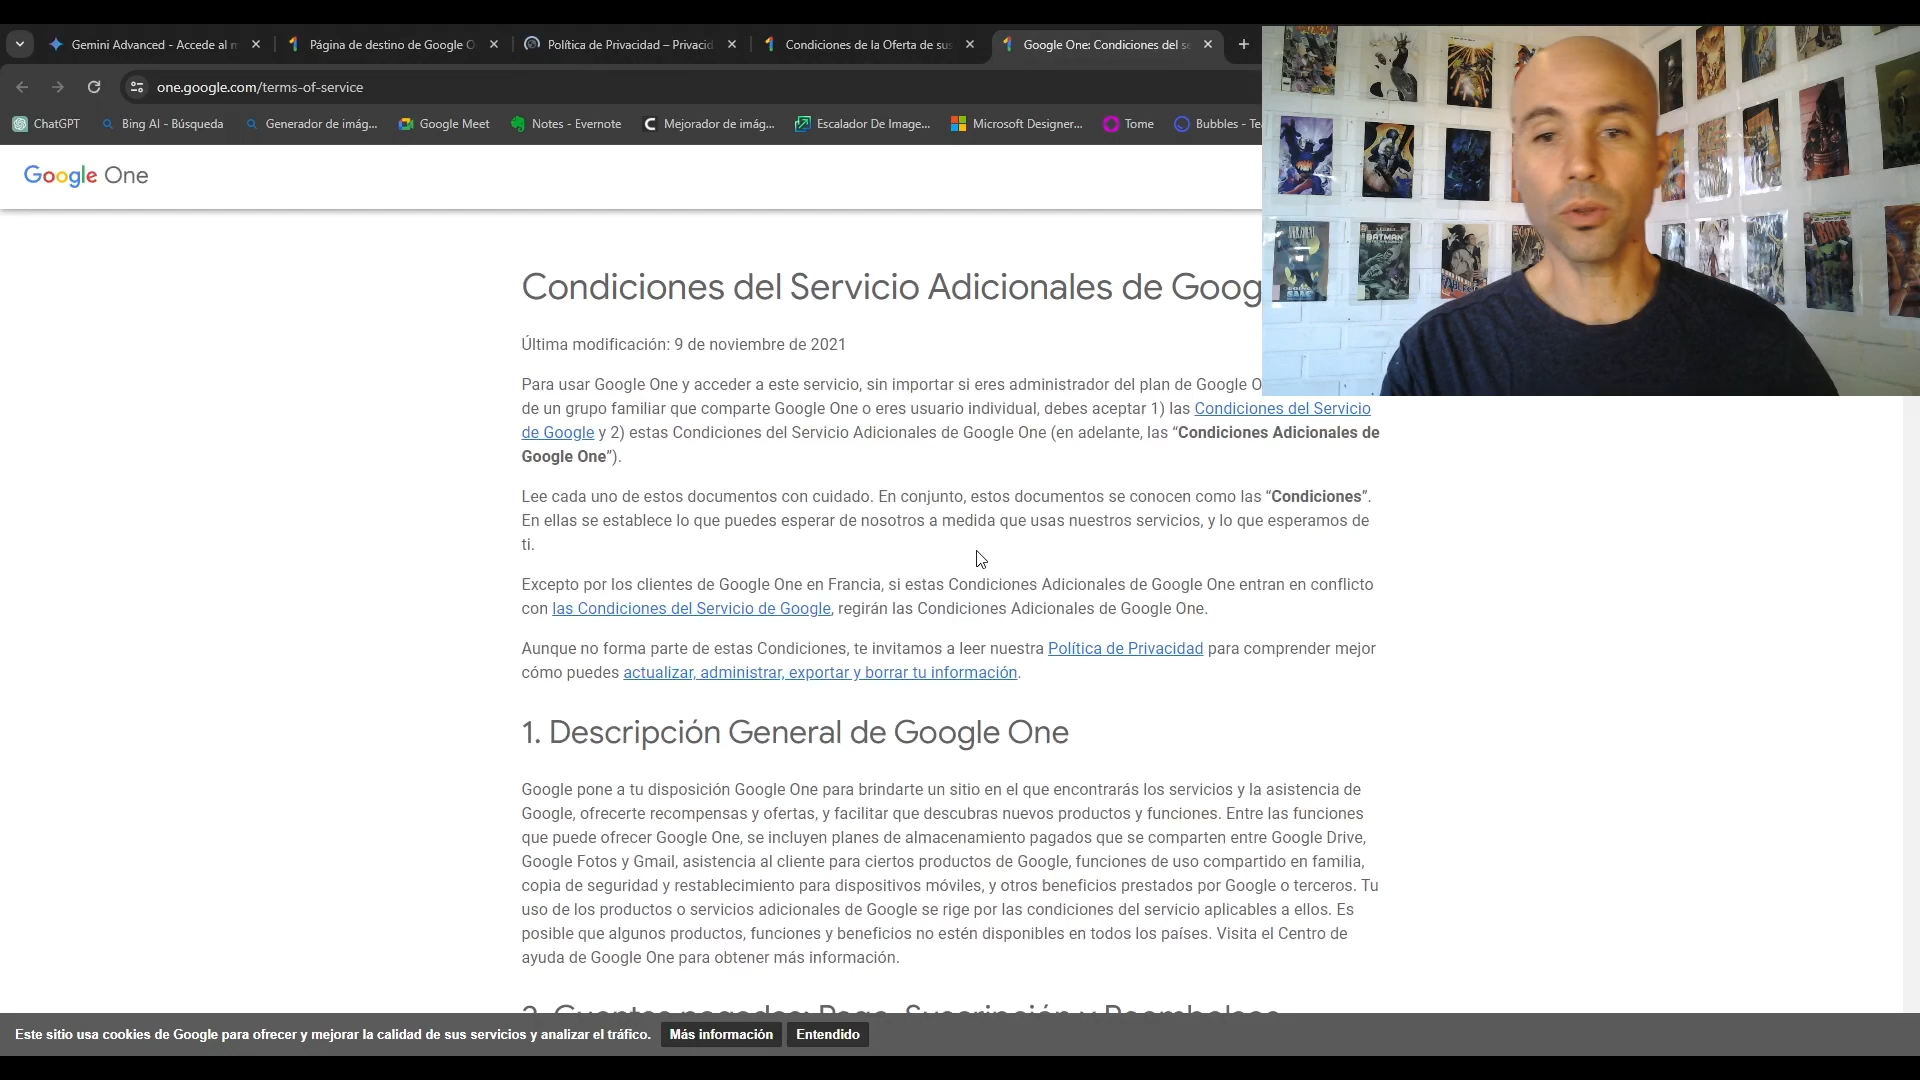 Gemini Advanced - Accede al m
Página de destino de Google O
Política de Privacidad – Privacid
Condiciones de la Oferta de sus
Google One: Condiciones del se
one.google.com/terms-of-service
ChatGPT
Bing AI - Búsqueda
Generador de imág...
Google Meet
Notes - Evernote
Mejorador de imág...
Escalador De Image...
Microsoft Designer...
Tome
Bubbles - Te
Google One
Condiciones del Servicio Adicionales de Goog
Última modificación: 9 de noviembre de 2021
Para usar Google One y acceder a este servicio, sin importar si eres administrador del plan de Google O
de un grupo familiar que comparte Google One o eres usuario individual, debes aceptar 1) las Condiciones del Servicio
de Google y 2) estas Condiciones del Servicio Adicionales de Google One (en adelante, las “Condiciones Adicionales de
Google One”).
Lee cada uno de estos documentos con cuidado. En conjunto, estos documentos se conocen como las “Condiciones”.
En ellas se establece lo que puedes esperar de nosotros a medida que usas nuestros servicios, y lo que esperamos de
ti.
Excepto por los clientes de Google One en Francia, si estas Condiciones Adicionales de Google One entran en conflicto
con las Condiciones del Servicio de Google, regirán las Condiciones Adicionales de Google One.
Aunque no forma parte de estas Condiciones, te invitamos a leer nuestra Política de Privacidad para comprender mejor
cómo puedes actualizar, administrar, exportar y borrar tu información.
1. Descripción General de Google One
Google pone a tu disposición Google One para brindarte un sitio en el que encontrarás los servicios y la asistencia de
Google, ofrecerte recompensas y ofertas, y facilitar que descubras nuevos productos y funciones. Entre las funciones
que puede ofrecer Google One, se incluyen planes de almacenamiento pagados que se comparten entre Google Drive,
Google Fotos y Gmail, asistencia al cliente para ciertos productos de Google, funciones de uso compartido en familia,
copia de seguridad y restablecimiento para dispositivos móviles, y otros beneficios prestados por Google o terceros. Tu
uso de los productos o servicios adicionales de Google se rige por las condiciones del servicio aplicables a ellos. Es
posible que algunos productos, funciones y beneficios no estén disponibles en todos los países. Visita el Centro de
ayuda de Google One para obtener más información.
2. Cuentas pagadas: Pago, Suscripción y Reembolsos
Este sitio usa cookies de Google para ofrecer y mejorar la calidad de sus servicios y analizar el tráfico.
Más información
Entendido
BATMAN